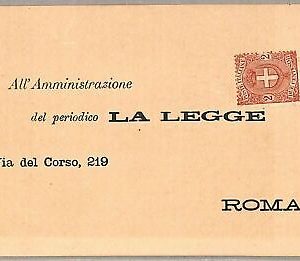 All'Amministrazione
del periodico LA LEGGE
Via del Corso, 219
ROMA